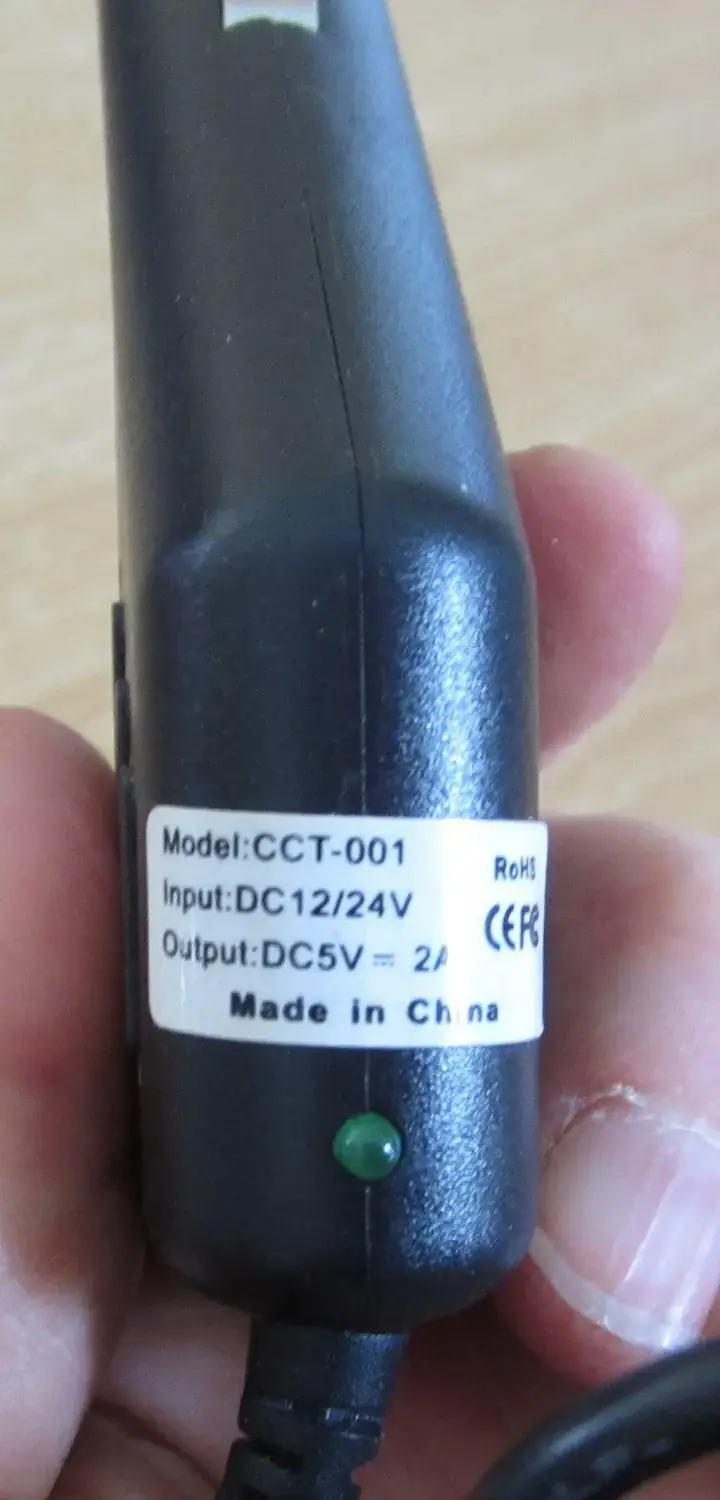 Model:CCT-001
RoHS
Input:DC12/24V
CE FC
Output:DC5V⎓ 2A
Made in China